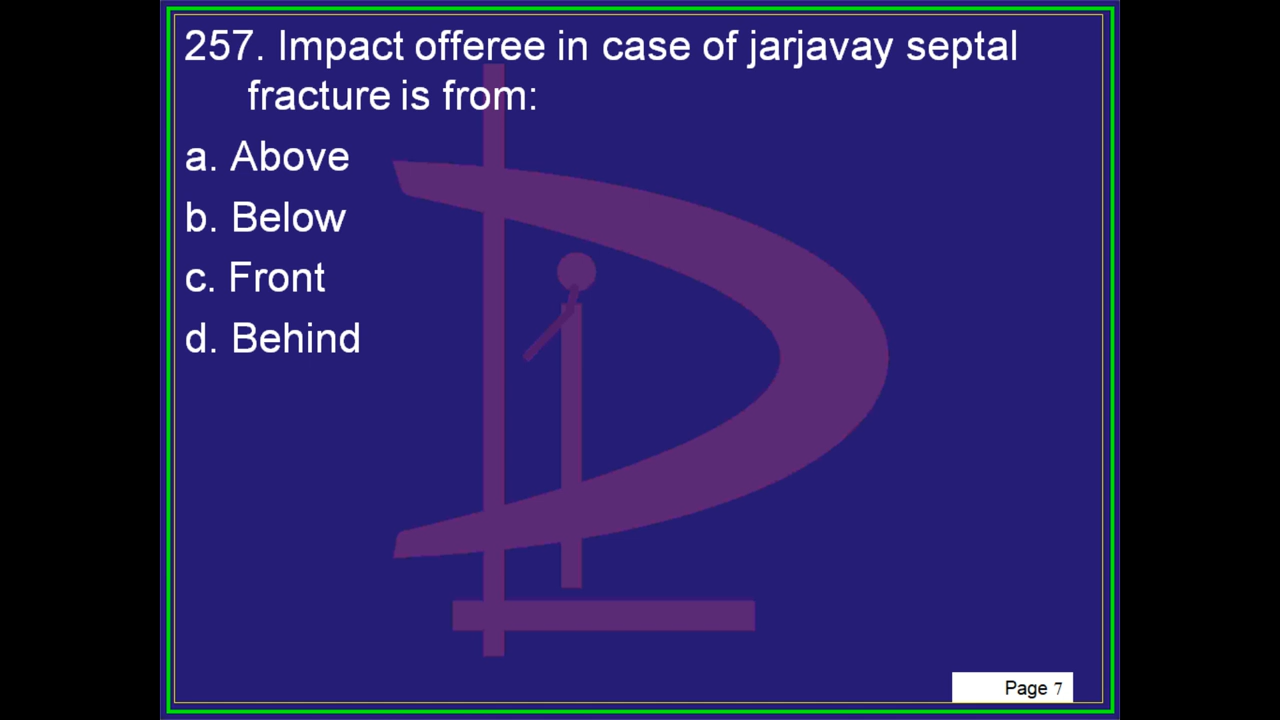 257. Impact offeree in case of jarjavay septal
fracture is from:
a. Above
b. Below
c. Front
d. Behind
Page 7